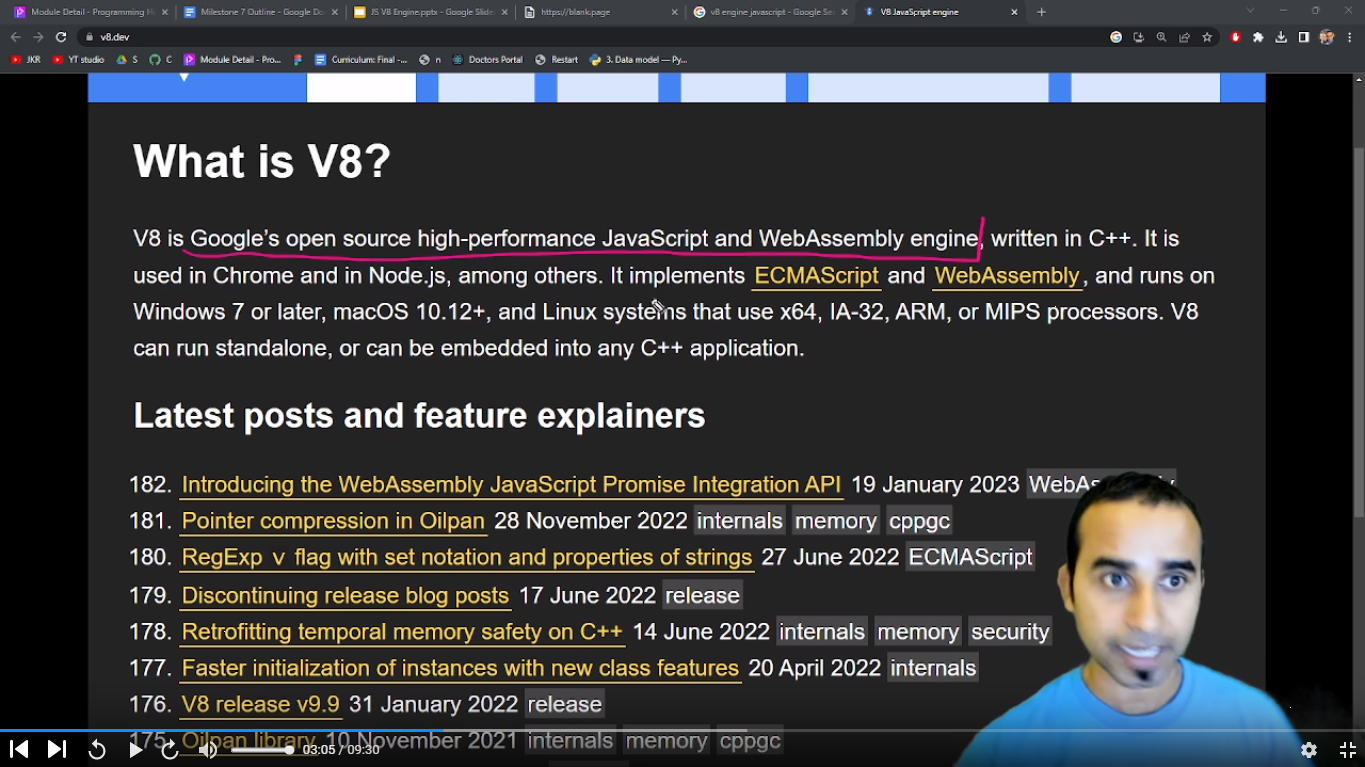 Module Detail - Programming H
Milestone 7 Outline - Google Do
JS V8 Engine.pptx - Google Slide
https://blank.page
v8 engine javascript - Google Se
V8 JavaScript engine
v8.dev
JKR
YT studio
S
C
Module Detail - Pro...
Curriculum: Final -...
n
Doctors Portal
Restart
3. Data model — Py...
What is V8?
V8 is Google's open source high-performance JavaScript and WebAssembly engine, written in C++. It is
used in Chrome and in Node.js, among others. It implements ECMAScript and WebAssembly, and runs on
Windows 7 or later, macOS 10.12+, and Linux systems that use x64, IA-32, ARM, or MIPS processors. V8
can run standalone, or can be embedded into any C++ application.
Latest posts and feature explainers
182. Introducing the WebAssembly JavaScript Promise Integration API 19 January 2023
181. Pointer compression in Oilpan 28 November 2022 internals memory cppgc
180. RegExp v flag with set notation and properties of strings 27 June 2022 ECMAScript
179. Discontinuing release blog posts 17 June 2022 release
178. Retrofitting temporal memory safety on C++ 14 June 2022 internals memory security
177. Faster initialization of instances with new class features 20 April 2022 internals
176. V8 release v9.9 31 January 2022 release
175. Oilpan library 10 November 2021 internals memory cppgc
03:05 / 09:30